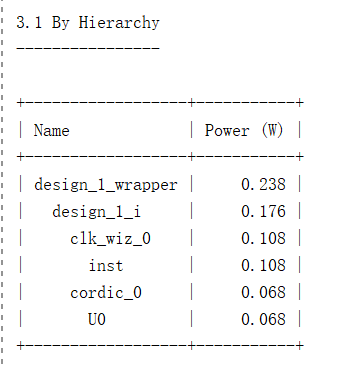 3.1 By Hierarchy
----------------
+------------------+-----------+
| Name             | Power (W) |
+------------------+-----------+
| design_1_wrapper |     0.238 |
|   design_1_i     |     0.176 |
|     clk_wiz_0    |     0.108 |
|       inst       |     0.108 |
|     cordic_0     |     0.068 |
|       U0         |     0.068 |
+------------------+-----------+